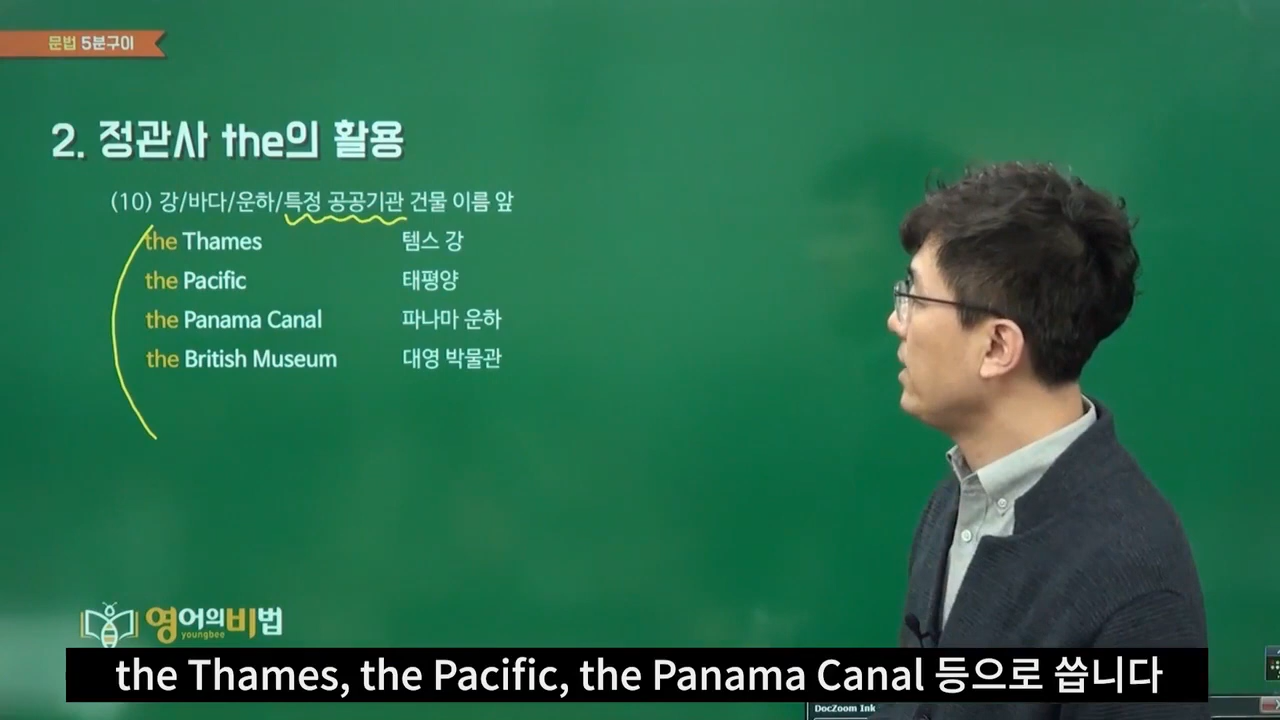 문법 5분구이
2. 정관사 the의 활용
(10) 강/바다/운하/특정 공공기관 건물 이름 앞
the Thames 템스 강
the Pacific 태평양
the Panama Canal 파나마 운하
the British Museum 대영 박물관
영어의비법
youngbee
the Thames, the Pacific, the Panama Canal 등으로 씁니다
DocZoom Ink